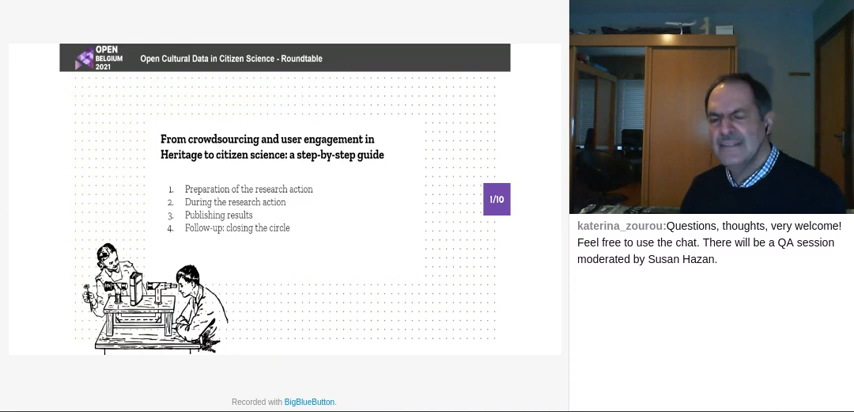 OPEN
BELGIUM
2021
Open Cultural Data in Citizen Science - Roundtable
From crowdsourcing and user engagement in
Heritage to citizen science: a step-by-step guide
1. Preparation of the research action
2. During the research action
3. Publishing results
4. Follow-up: closing the circle
1/10
katerina_zourou:Questions, thoughts, very welcome!
Feel free to use the chat. There will be a QA session
moderated by Susan Hazan.
Recorded with BigBlueButton.